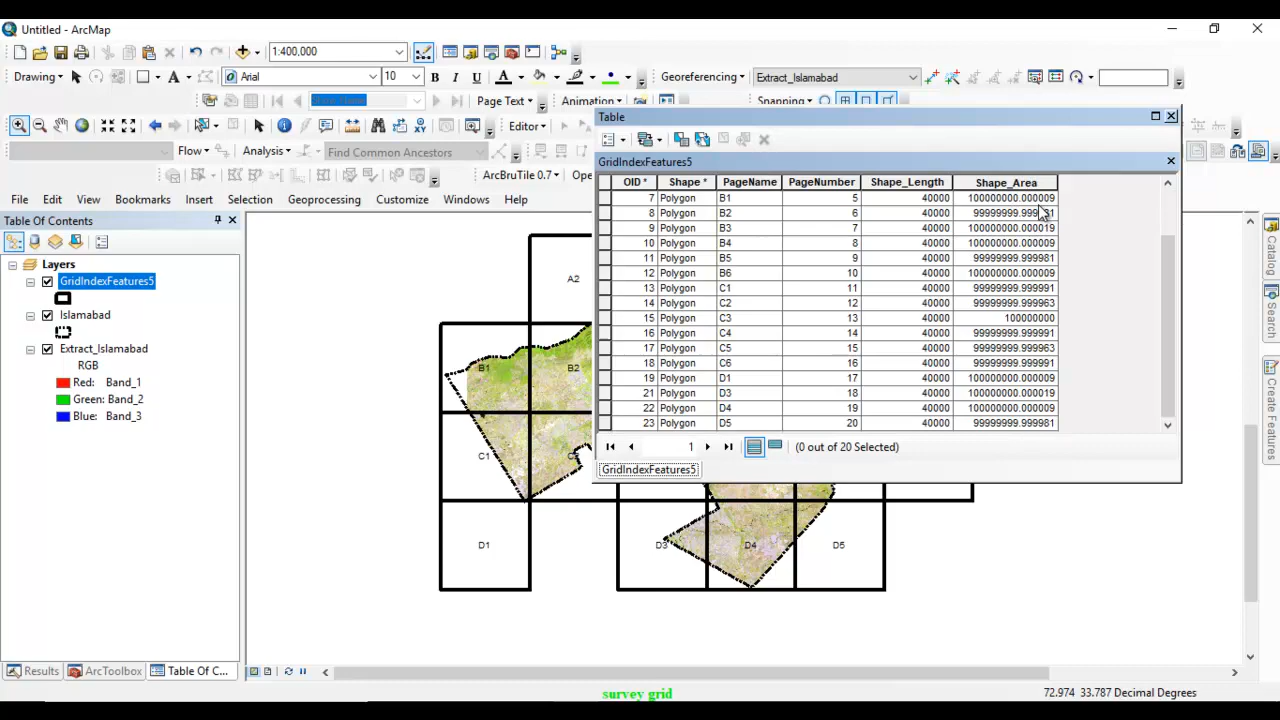 Untitled - ArcMap
1:400,000
Drawing Arial 10 B I U A Georeferencing Extract_Islamabad
Page Text Animation Snapping
Editor
Flow Analysis Find Common Ancestors
ArcBruTile 0.7 Ope
File Edit View Bookmarks Insert Selection Geoprocessing Customize Windows Help
Table Of Contents
Layers
GridIndexFeatures5
Islamabad
Extract_Islamabad
RGB
Red: Band_1
Green: Band_2
Blue: Band_3
A2
B1 B2
C1
D1 D3 D4 D5
Table
GridIndexFeatures5
OID * Shape * PageName PageNumber Shape_Length Shape_Area
7 Polygon B1 5 40000 100000000.000009
8 Polygon B2 6 40000
9 Polygon B3 7 40000 100000000.000019
10 Polygon B4 8 40000 100000000.000009
11 Polygon B5 9 40000 99999999.999981
12 Polygon B6 10 40000 100000000.000009
13 Polygon C1 11 40000 99999999.999991
14 Polygon C2 12 40000 99999999.999963
15 Polygon C3 13 40000 100000000
16 Polygon C4 14 40000 99999999.99991
17 Polygon C5 15 40000 99999999.999963
18 Polygon C6 16 40000 99999999.999991
19 Polygon D1 17 40000 100000000.000009
21 Polygon D3 18 40000 100000000.000019
22 Polygon D4 19 40000 100000000.000009
23 Polygon D5 20 40000 99999999.999981
1 (0 out of 20 Selected)
GridIndexFeatures5
Catalog
Search
Create Features
Results ArcToolbox Table Of C...
survey grid
72.974 33.787 Decimal Degrees